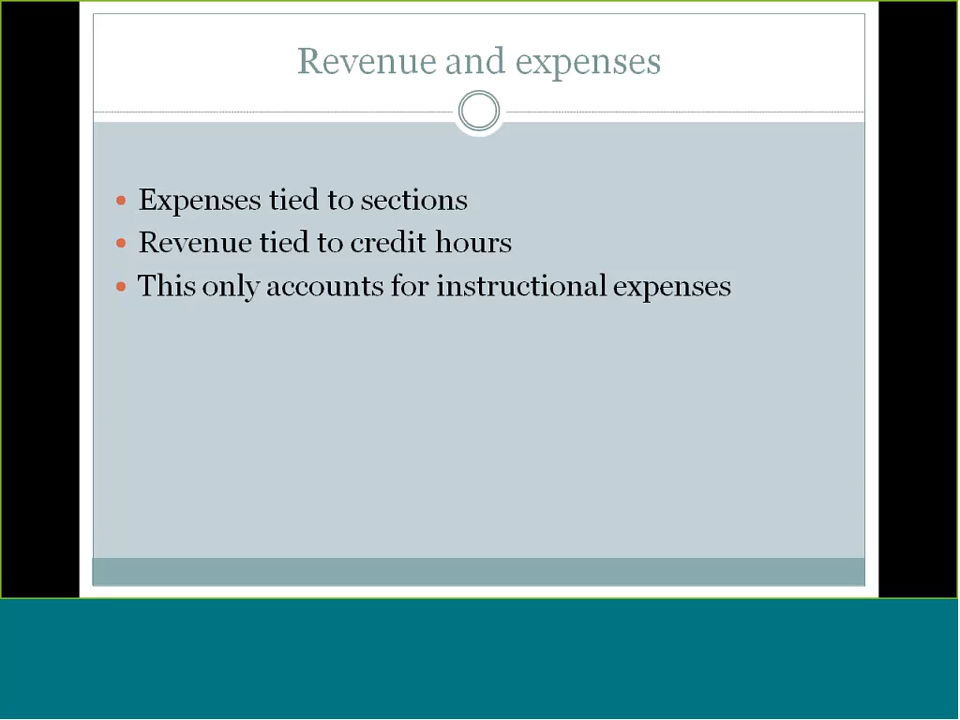 Revenue and expenses
Expenses tied to sections
Revenue tied to credit hours
This only accounts for instructional expenses